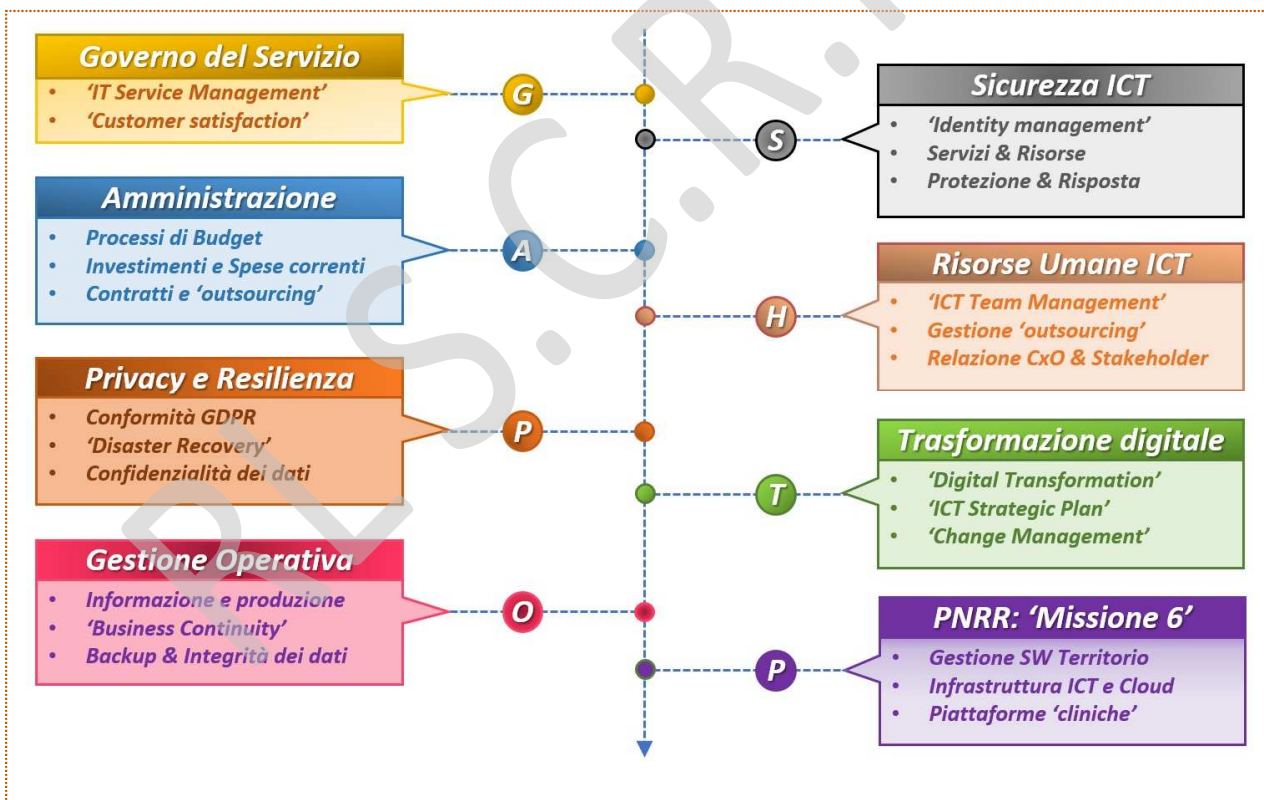 Governo del Servizio
• ‘IT Service Management’
• ‘Customer satisfaction’
G
Sicurezza ICT
• ‘Identity management’
• Servizi & Risorse
• Protezione & Risposta
S
Amministrazione
• Processi di Budget
• Investimenti e Spese correnti
• Contratti e ‘outsourcing’
A
Risorse Umane ICT
• ‘ICT Team Management’
• Gestione ‘outsourcing’
• Relazione CxO & Stakeholder
H
Privacy e Resilienza
• Conformità GDPR
• ‘Disaster Recovery’
• Confidenzialità dei dati
P
Trasformazione digitale
• ‘Digital Transformation’
• ‘ICT Strategic Plan’
• ‘Change Management’
T
Gestione Operativa
• Informazione e produzione
• ‘Business Continuity’
• Backup & Integrità dei dati
O
PNRR: ‘Missione 6’
• Gestione SW Territorio
• Infrastruttura ICT e Cloud
• Piattaforme ‘cliniche’
P
RLS.C.R.